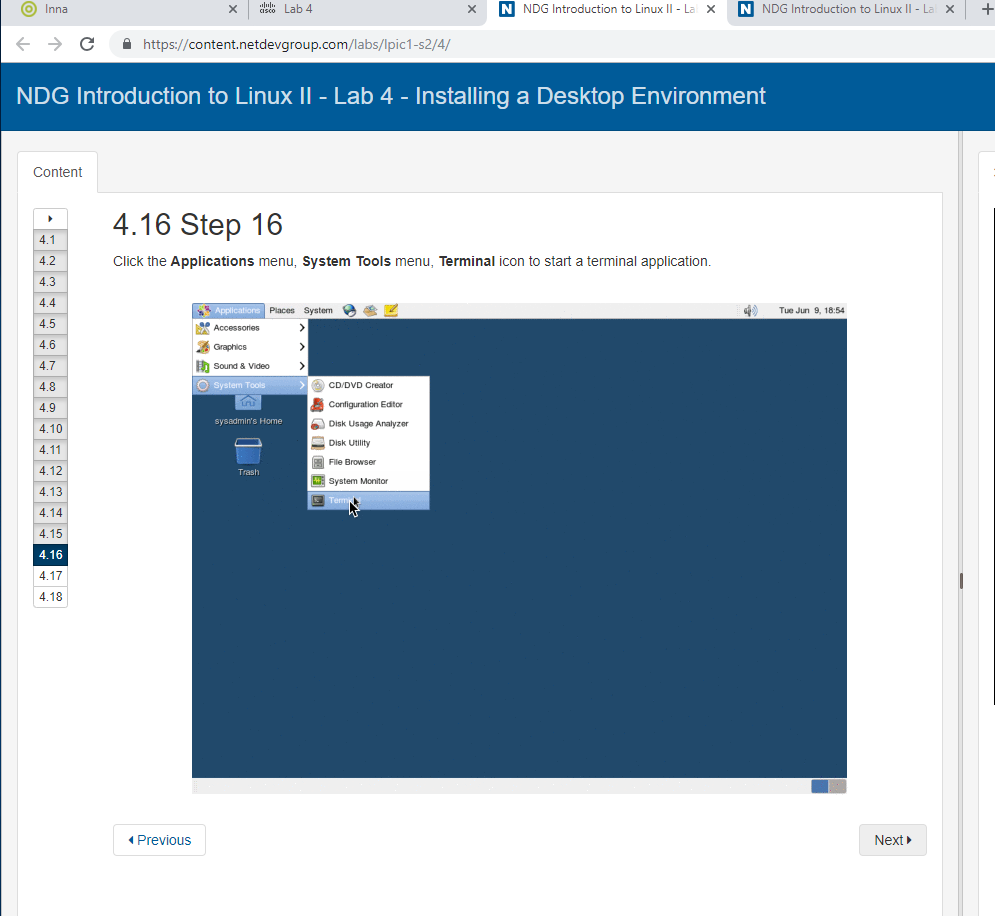 Inna
cisco Lab 4
N NDG Introduction to Linux II - La
N NDG Introduction to Linux II - La
https://content.netdevgroup.com/labs/lpic1-s2/4/
NDG Introduction to Linux II - Lab 4 - Installing a Desktop Environment
Content
4.1
4.2
4.3
4.4
4.5
4.6
4.7
4.8
4.9
4.10
4.11
4.12
4.13
4.14
4.15
4.16
4.17
4.18
4.16 Step 16
Click the Applications menu, System Tools menu, Terminal icon to start a terminal application.
Applications Places System Tue Jun 9, 18:54
Accessories
Graphics
Sound & Video
System Tools
CD/DVD Creator
Configuration Editor
Disk Usage Analyzer
Disk Utility
File Browser
System Monitor
Terminal
sysadmin's Home
Trash
Previous
Next